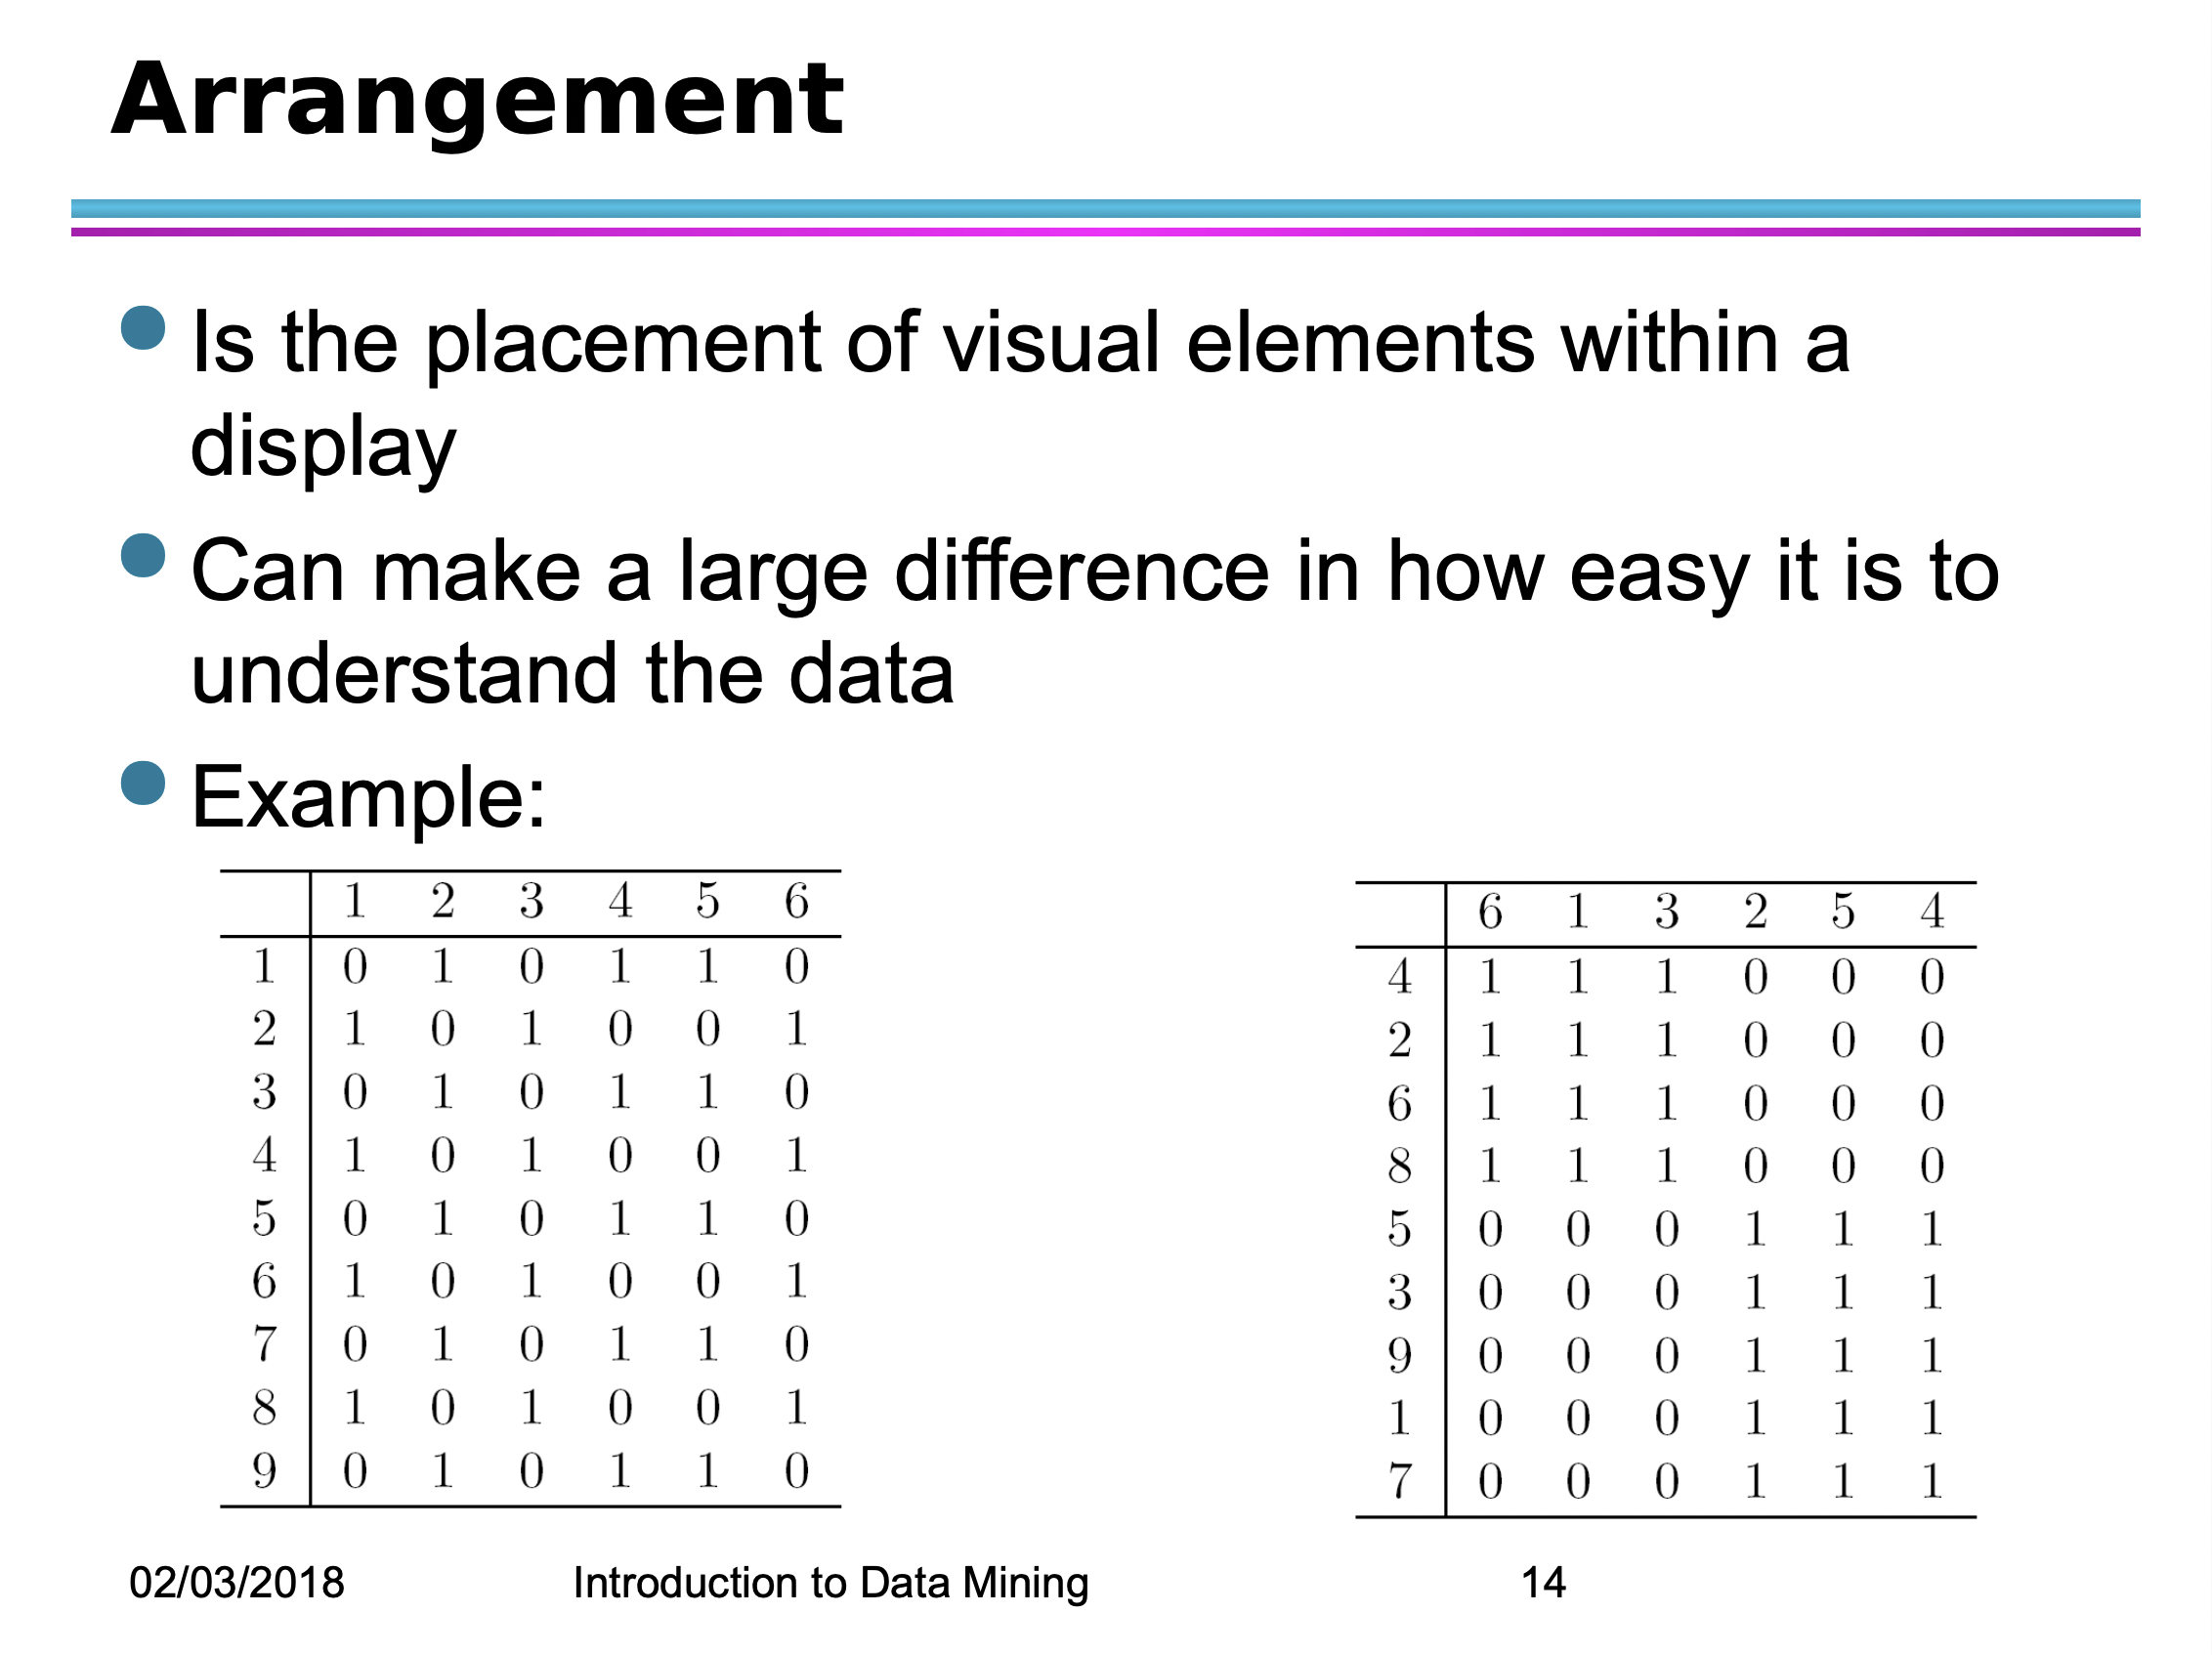 Arrangement
Is the placement of visual elements within a
display
Can make a large difference in how easy it is to
understand the data
Example:
1 2 3 4 5 6
1 0 1 0 1 1 0
2 1 0 1 0 0 1
3 0 1 0 1 1 0
4 1 0 1 0 0 1
5 0 1 0 1 1 0
6 1 0 1 0 0 1
7 0 1 0 1 1 0
8 1 0 1 0 0 1
9 0 1 0 1 1 0
6 1 3 2 5 4
4 1 1 1 0 0 0
2 1 1 1 0 0 0
6 1 1 1 0 0 0
8 1 1 1 0 0 0
5 0 0 0 1 1 1
3 0 0 0 1 1 1
9 0 0 0 1 1 1
1 0 0 0 1 1 1
7 0 0 0 1 1 1
02/03/2018 Introduction to Data Mining 14